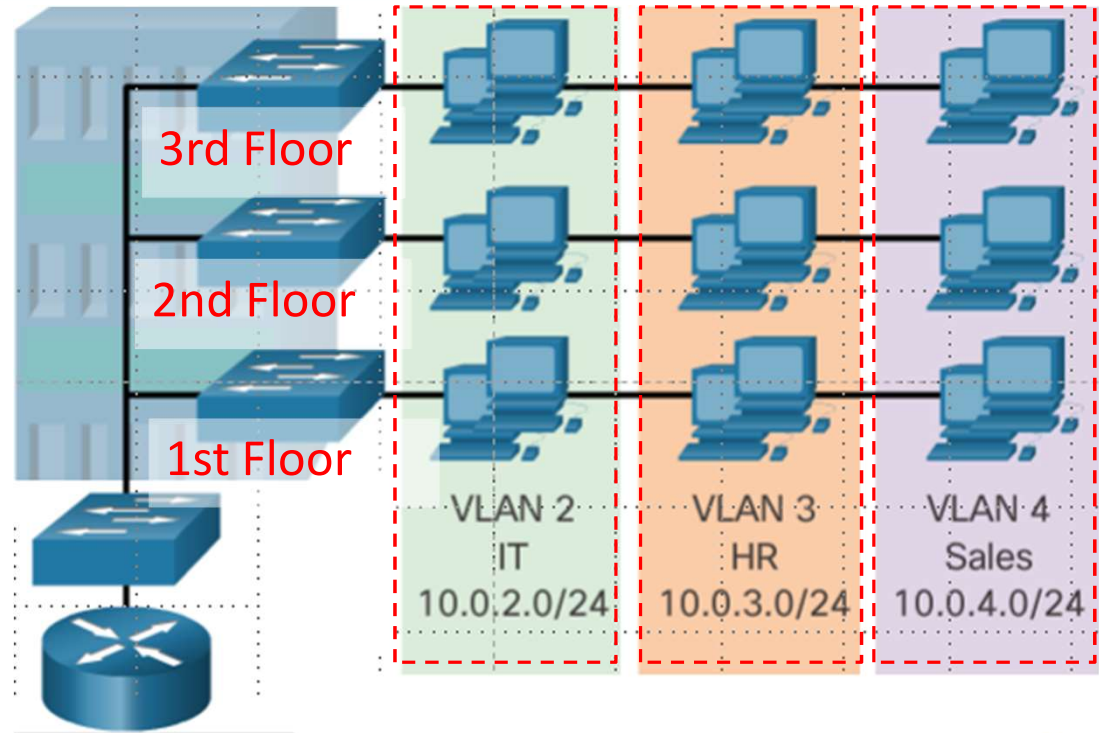 3rd Floor
2nd Floor
1st Floor
VLAN 2
IT
10.0.2.0/24
VLAN 3
HR
10.0.3.0/24
VLAN 4
Sales
10.0.4.0/24